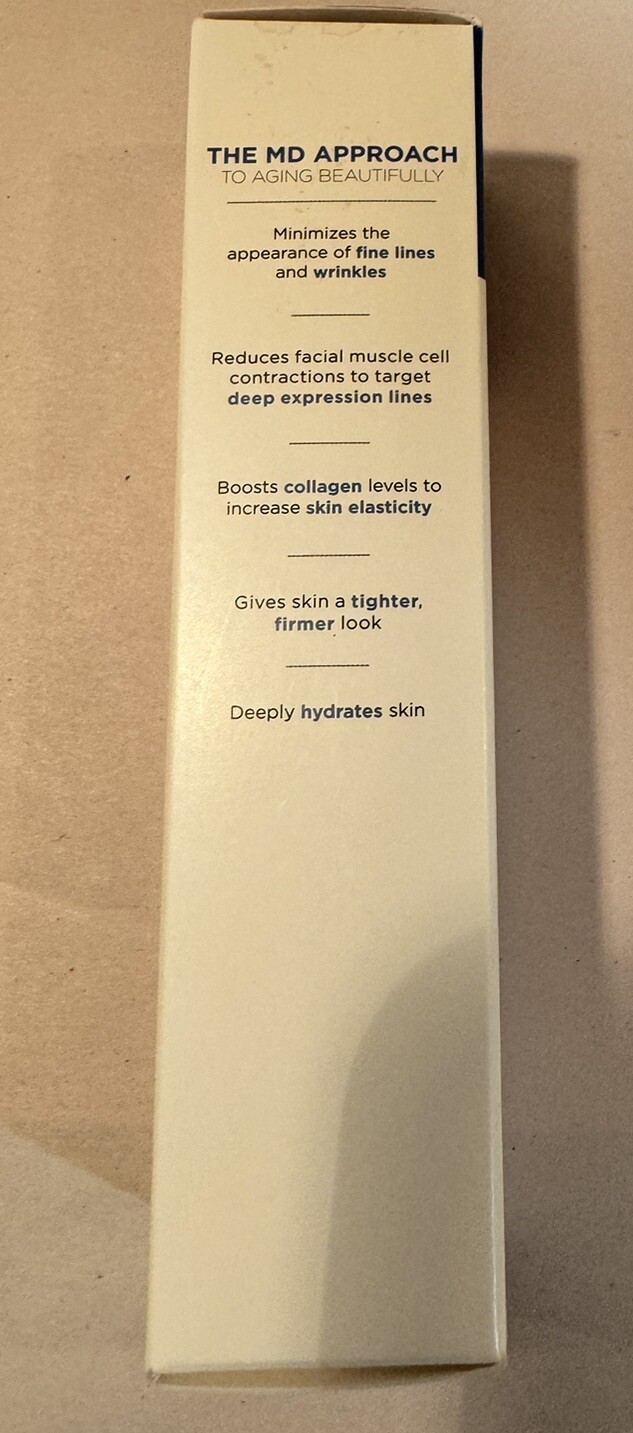 THE MD APPROACH
TO AGING BEAUTIFULLY
Minimizes the
appearance of fine lines
and wrinkles
Reduces facial muscle cell
contractions to target
deep expression lines
Boosts collagen levels to
increase skin elasticity
Gives skin a tighter,
firmer look
Deeply hydrates skin